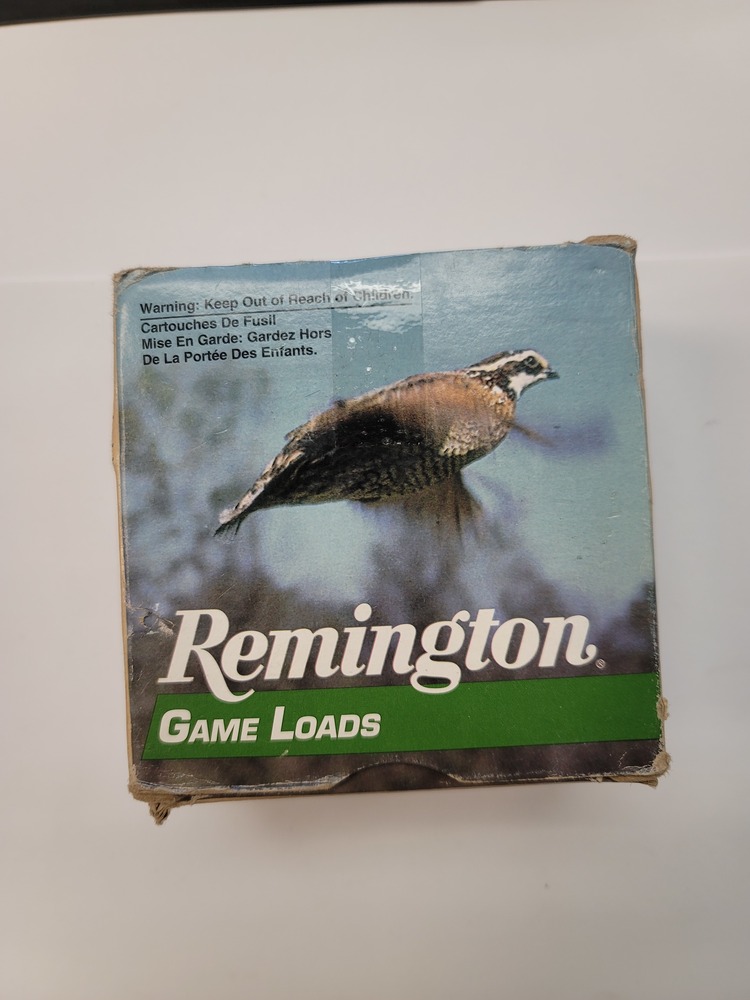 Warning: Keep Out of Reach of Children.
Cartouches De Fusil
Mise En Garde: Gardez Hors
De La Portée Des Enfants.
Remington®
GAME LOADS